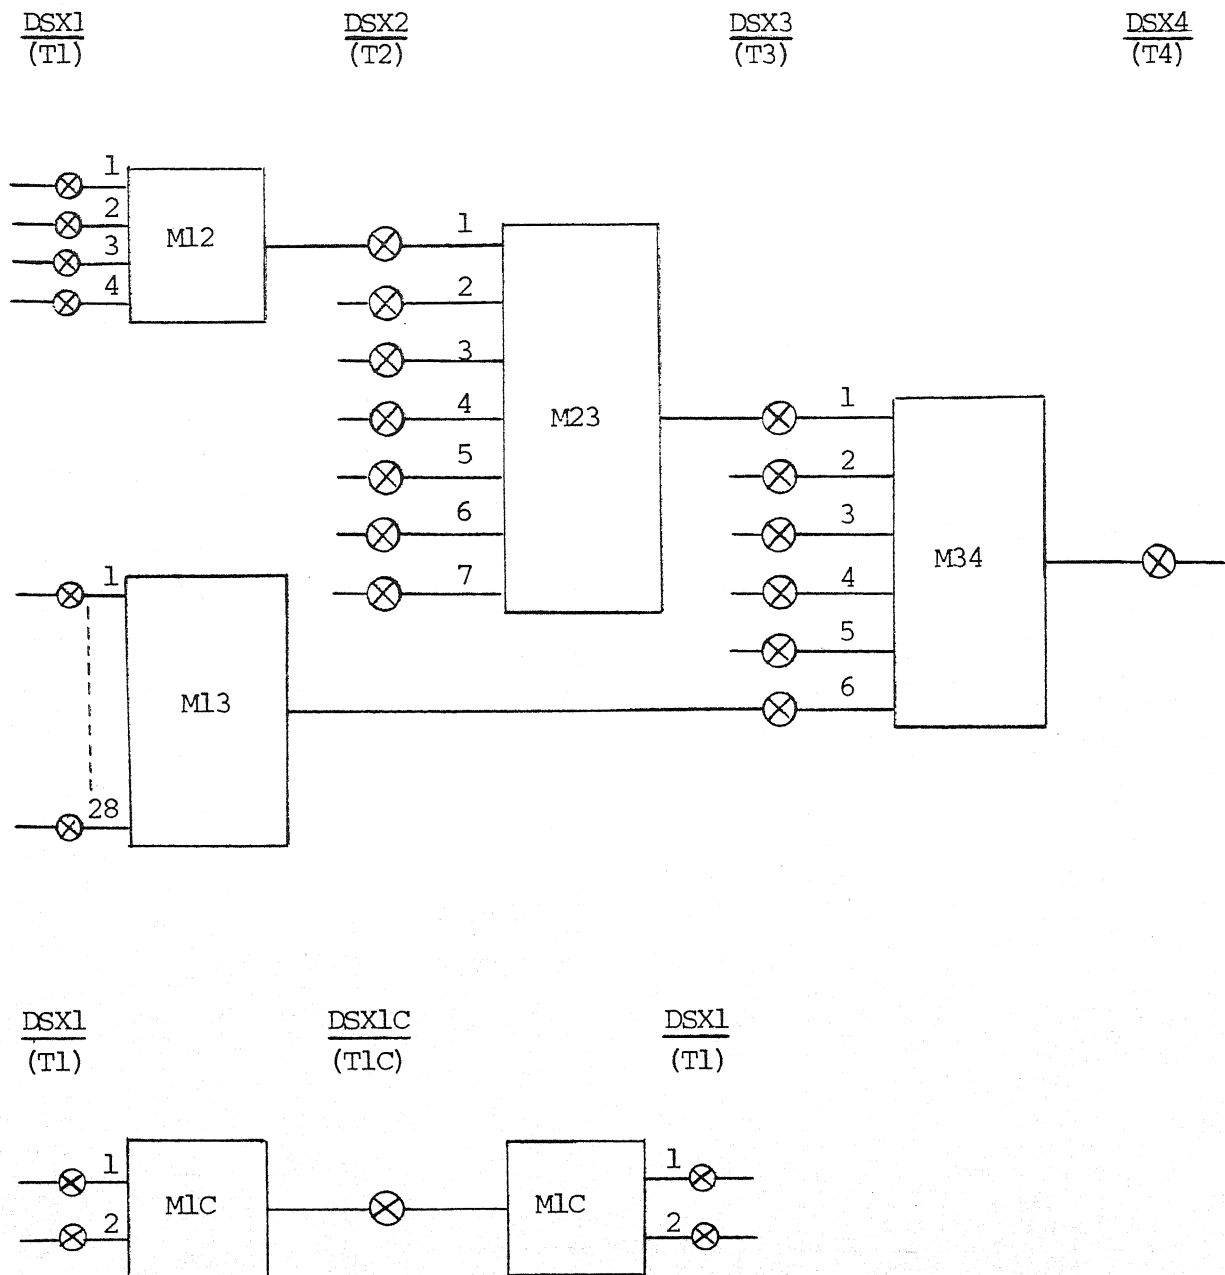 DSX1 DSX2 DSX3 DSX4
(T1) (T2) (T3) (T4)
1
2
3
4
M12
1
2
3
4
5
6
7
M23
1
2
3
4
5
6
M34
1
28
M13
DSX1 DSX1C DSX1
(T1) (T1C) (T1)
1
2
M1C
M1C
1
2